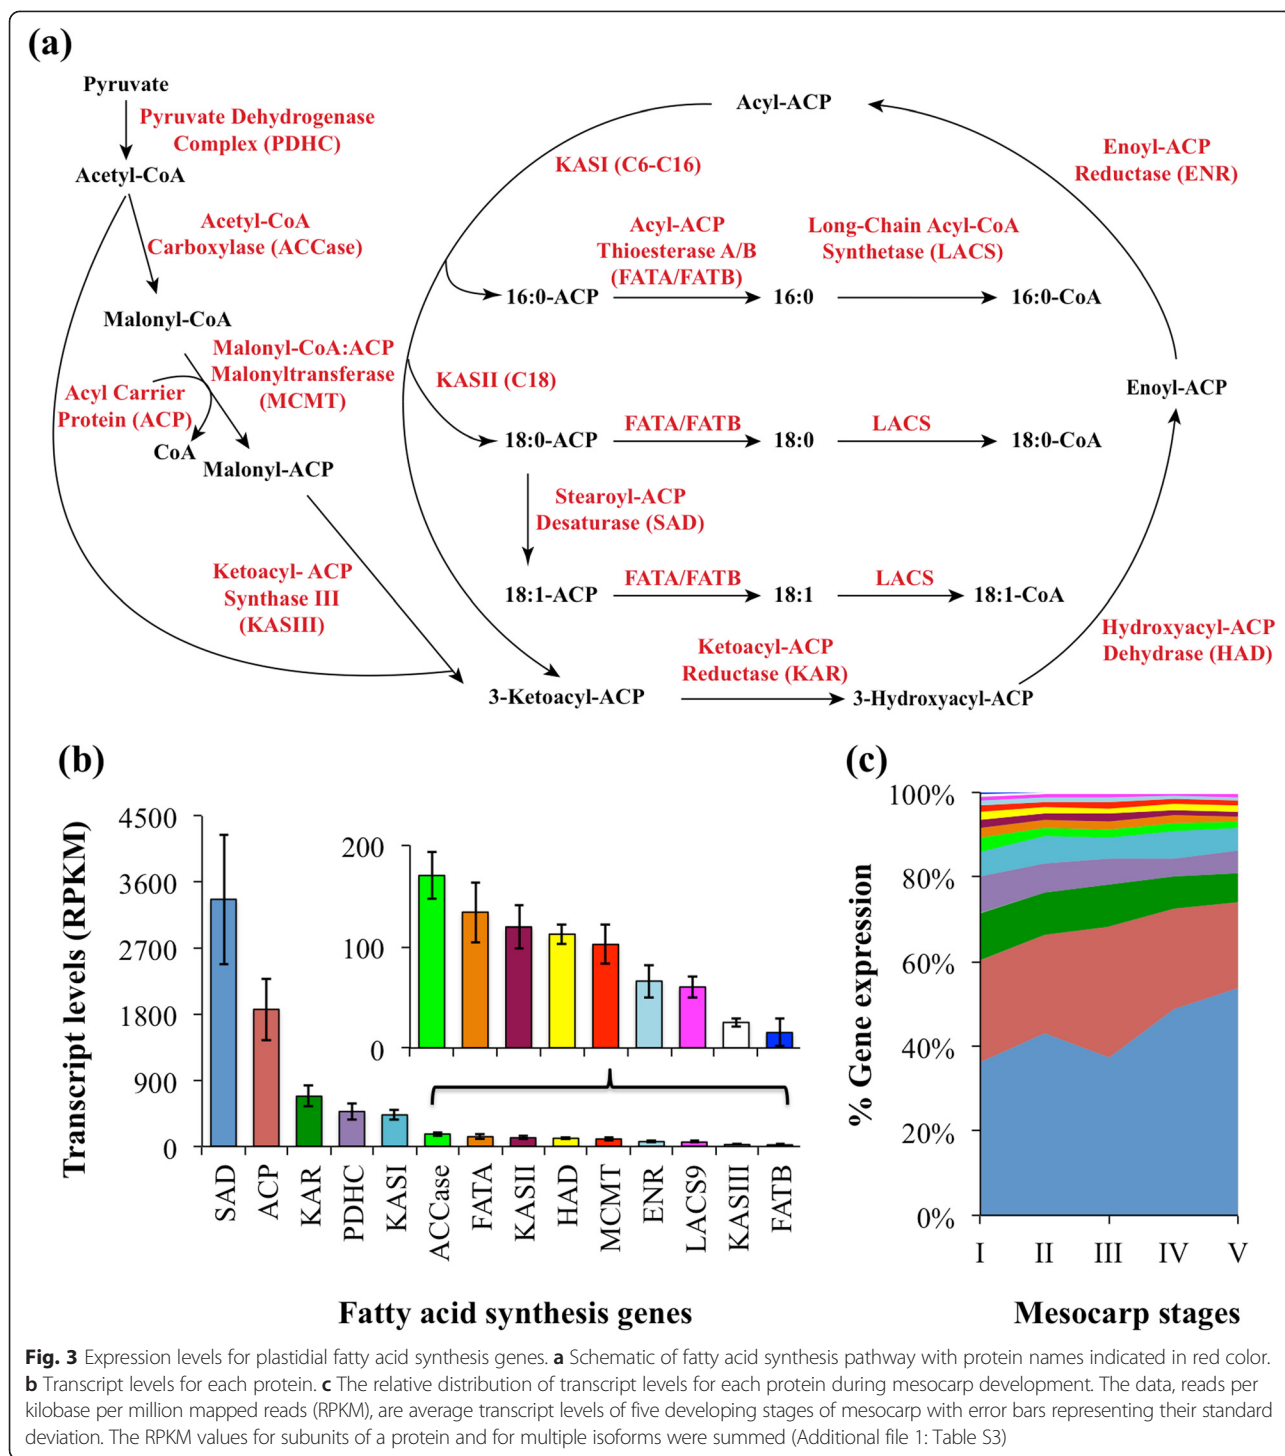 (a)
Pyruvate
Pyruvate Dehydrogenase
Complex (PDHC)
Acetyl-CoA
Acetyl-CoA
Carboxylase (ACCase)
Malonyl-CoA
Malonyl-CoA:ACP
Malonyltransferase
(MCMT)
Acyl Carrier
Protein (ACP)
CoA
Malonyl-ACP
Ketoacyl- ACP
Synthase III
(KASIII)
Acyl-ACP
KASI (C6-C16)
Enoyl-ACP
Reductase (ENR)
Acyl-ACP
Thioesterase A/B
(FATA/FATB)
Long-Chain Acyl-CoA
Synthetase (LACS)
16:0-ACP
16:0
16:0-CoA
KASII (C18)
Enoyl-ACP
FATA/FATB
LACS
18:0-ACP
18:0
18:0-CoA
Stearoyl-ACP
Desaturase (SAD)
FATA/FATB
LACS
18:1-ACP
18:1
18:1-CoA
Hydroxyacyl-ACP
Dehydrase (HAD)
Ketoacyl-ACP
Reductase (KAR)
3-Ketoacyl-ACP
3-Hydroxyacyl-ACP
(b)
Transcript levels (RPKM)
4500
3600
2700
1800
900
0
200
100
0
SAD
ACP
KAR
PDHC
KASI
ACCase
FATA
KASII
HAD
MCMT
ENR
LACS9
KASIII
FATB
Fatty acid synthesis genes
(c)
% Gene expression
100%
80%
60%
40%
20%
0%
I II III IV V
Mesocarp stages
Fig. 3 Expression levels for plastidial fatty acid synthesis genes. a Schematic of fatty acid synthesis pathway with protein names indicated in red color.
b Transcript levels for each protein. c The relative distribution of transcript levels for each protein during mesocarp development. The data, reads per
kilobase per million mapped reads (RPKM), are average transcript levels of five developing stages of mesocarp with error bars representing their standard
deviation. The RPKM values for subunits of a protein and for multiple isoforms were summed (Additional file 1: Table S3)